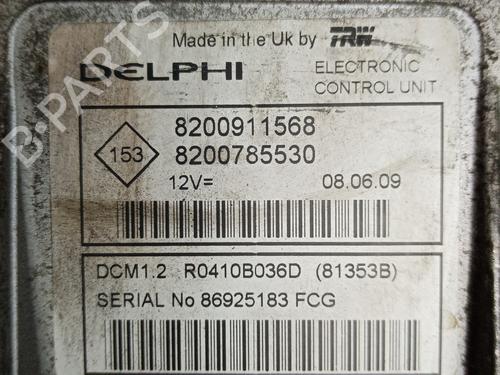 Made in the Uk by TRW
DELPHI
ELECTRONIC
CONTROL UNIT
8200911568
153
8200785530
12V=
08.06.09
DCM1.2 R0410B036D (81353B)
SERIAL No 86925183 FCG
B-PARTS